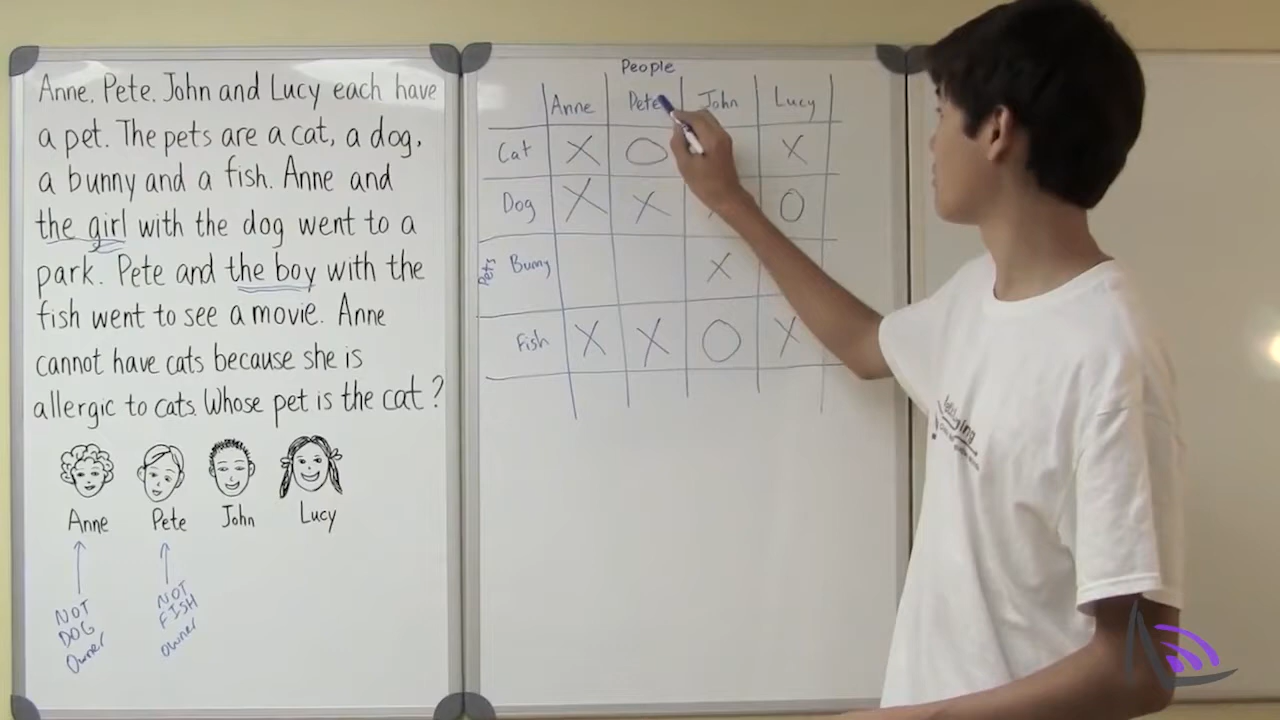 Anne, Pete, John and Lucy each have
a pet. The pets are a cat, a dog,
a bunny and a fish. Anne and
the girl with the dog went to a
park. Pete and the boy with the
fish went to see a movie. Anne
cannot have cats because she is
allergic to cats. Whose pet is the cat?
Anne Pete John Lucy
NOT
DOG
Owner
NOT
FISH
owner
People
Anne Pete John Lucy
Cat X O X
Dog X X X O
Pets
Bunny X
Fish X X O X